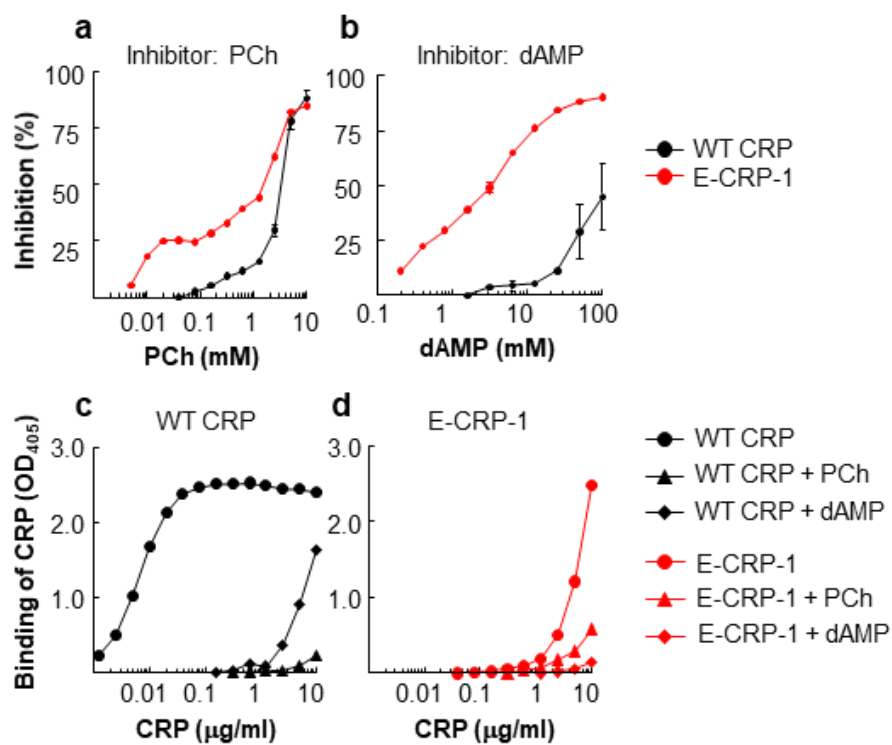 a
Inhibitor: PCh
100
75
50
25
0.01
0.1
1
10
Inhibition (%)
PCh (mM)
b
Inhibitor: dAMP
100
75
50
25
0.1
1
10
100
dAMP (mM)
WT CRP
E-CRP-1
c
WT CRP
3.0
2.0
1.0
0.01
0.1
1
10
Binding of CRP (OD405)
CRP (µg/ml)
d
E-CRP-1
3.0
2.0
1.0
0.01
0.1
1
10
CRP (µg/ml)
WT CRP
WT CRP + PCh
WT CRP + dAMP
E-CRP-1
E-CRP-1 + PCh
E-CRP-1 + dAMP